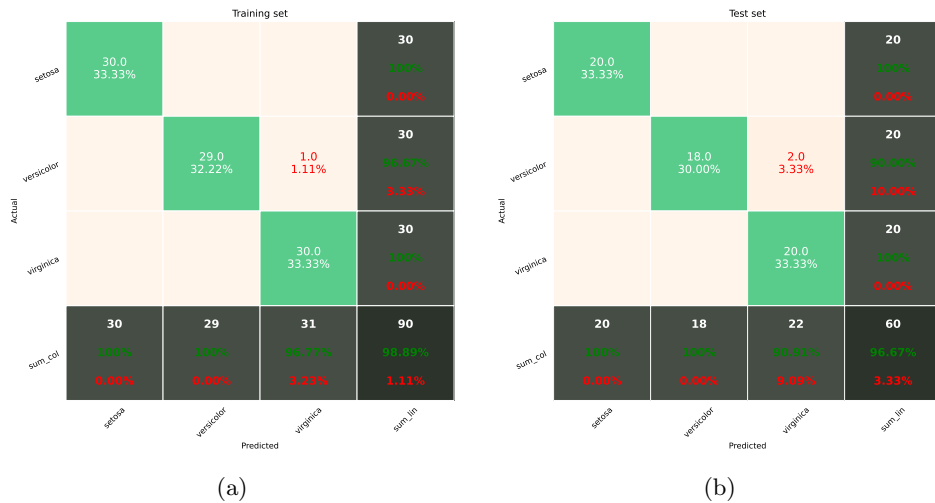 Training set
setosa
30.0
33.33%
30
100%
0.00%
versicolor
29.0
32.22%
1.0
1.11%
30
96.67%
3.33%
Actual
virginica
30.0
33.33%
30
100%
0.00%
sum_col
30
29
31
90
100%
100%
96.77%
98.89%
0.00%
0.00%
3.23%
1.11%
setosa
versicolor
virginica
sum_lin
Predicted
(a)
Test set
setosa
20.0
33.33%
20
100%
0.00%
versicolor
18.0
30.00%
2.0
3.33%
20
90.00%
10.00%
Actual
virginica
20.0
33.33%
20
100%
0.00%
sum_col
20
18
22
60
100%
100%
90.91%
96.67%
0.00%
0.00%
9.09%
3.33%
setosa
versicolor
virginica
sum_lin
Predicted
(b)